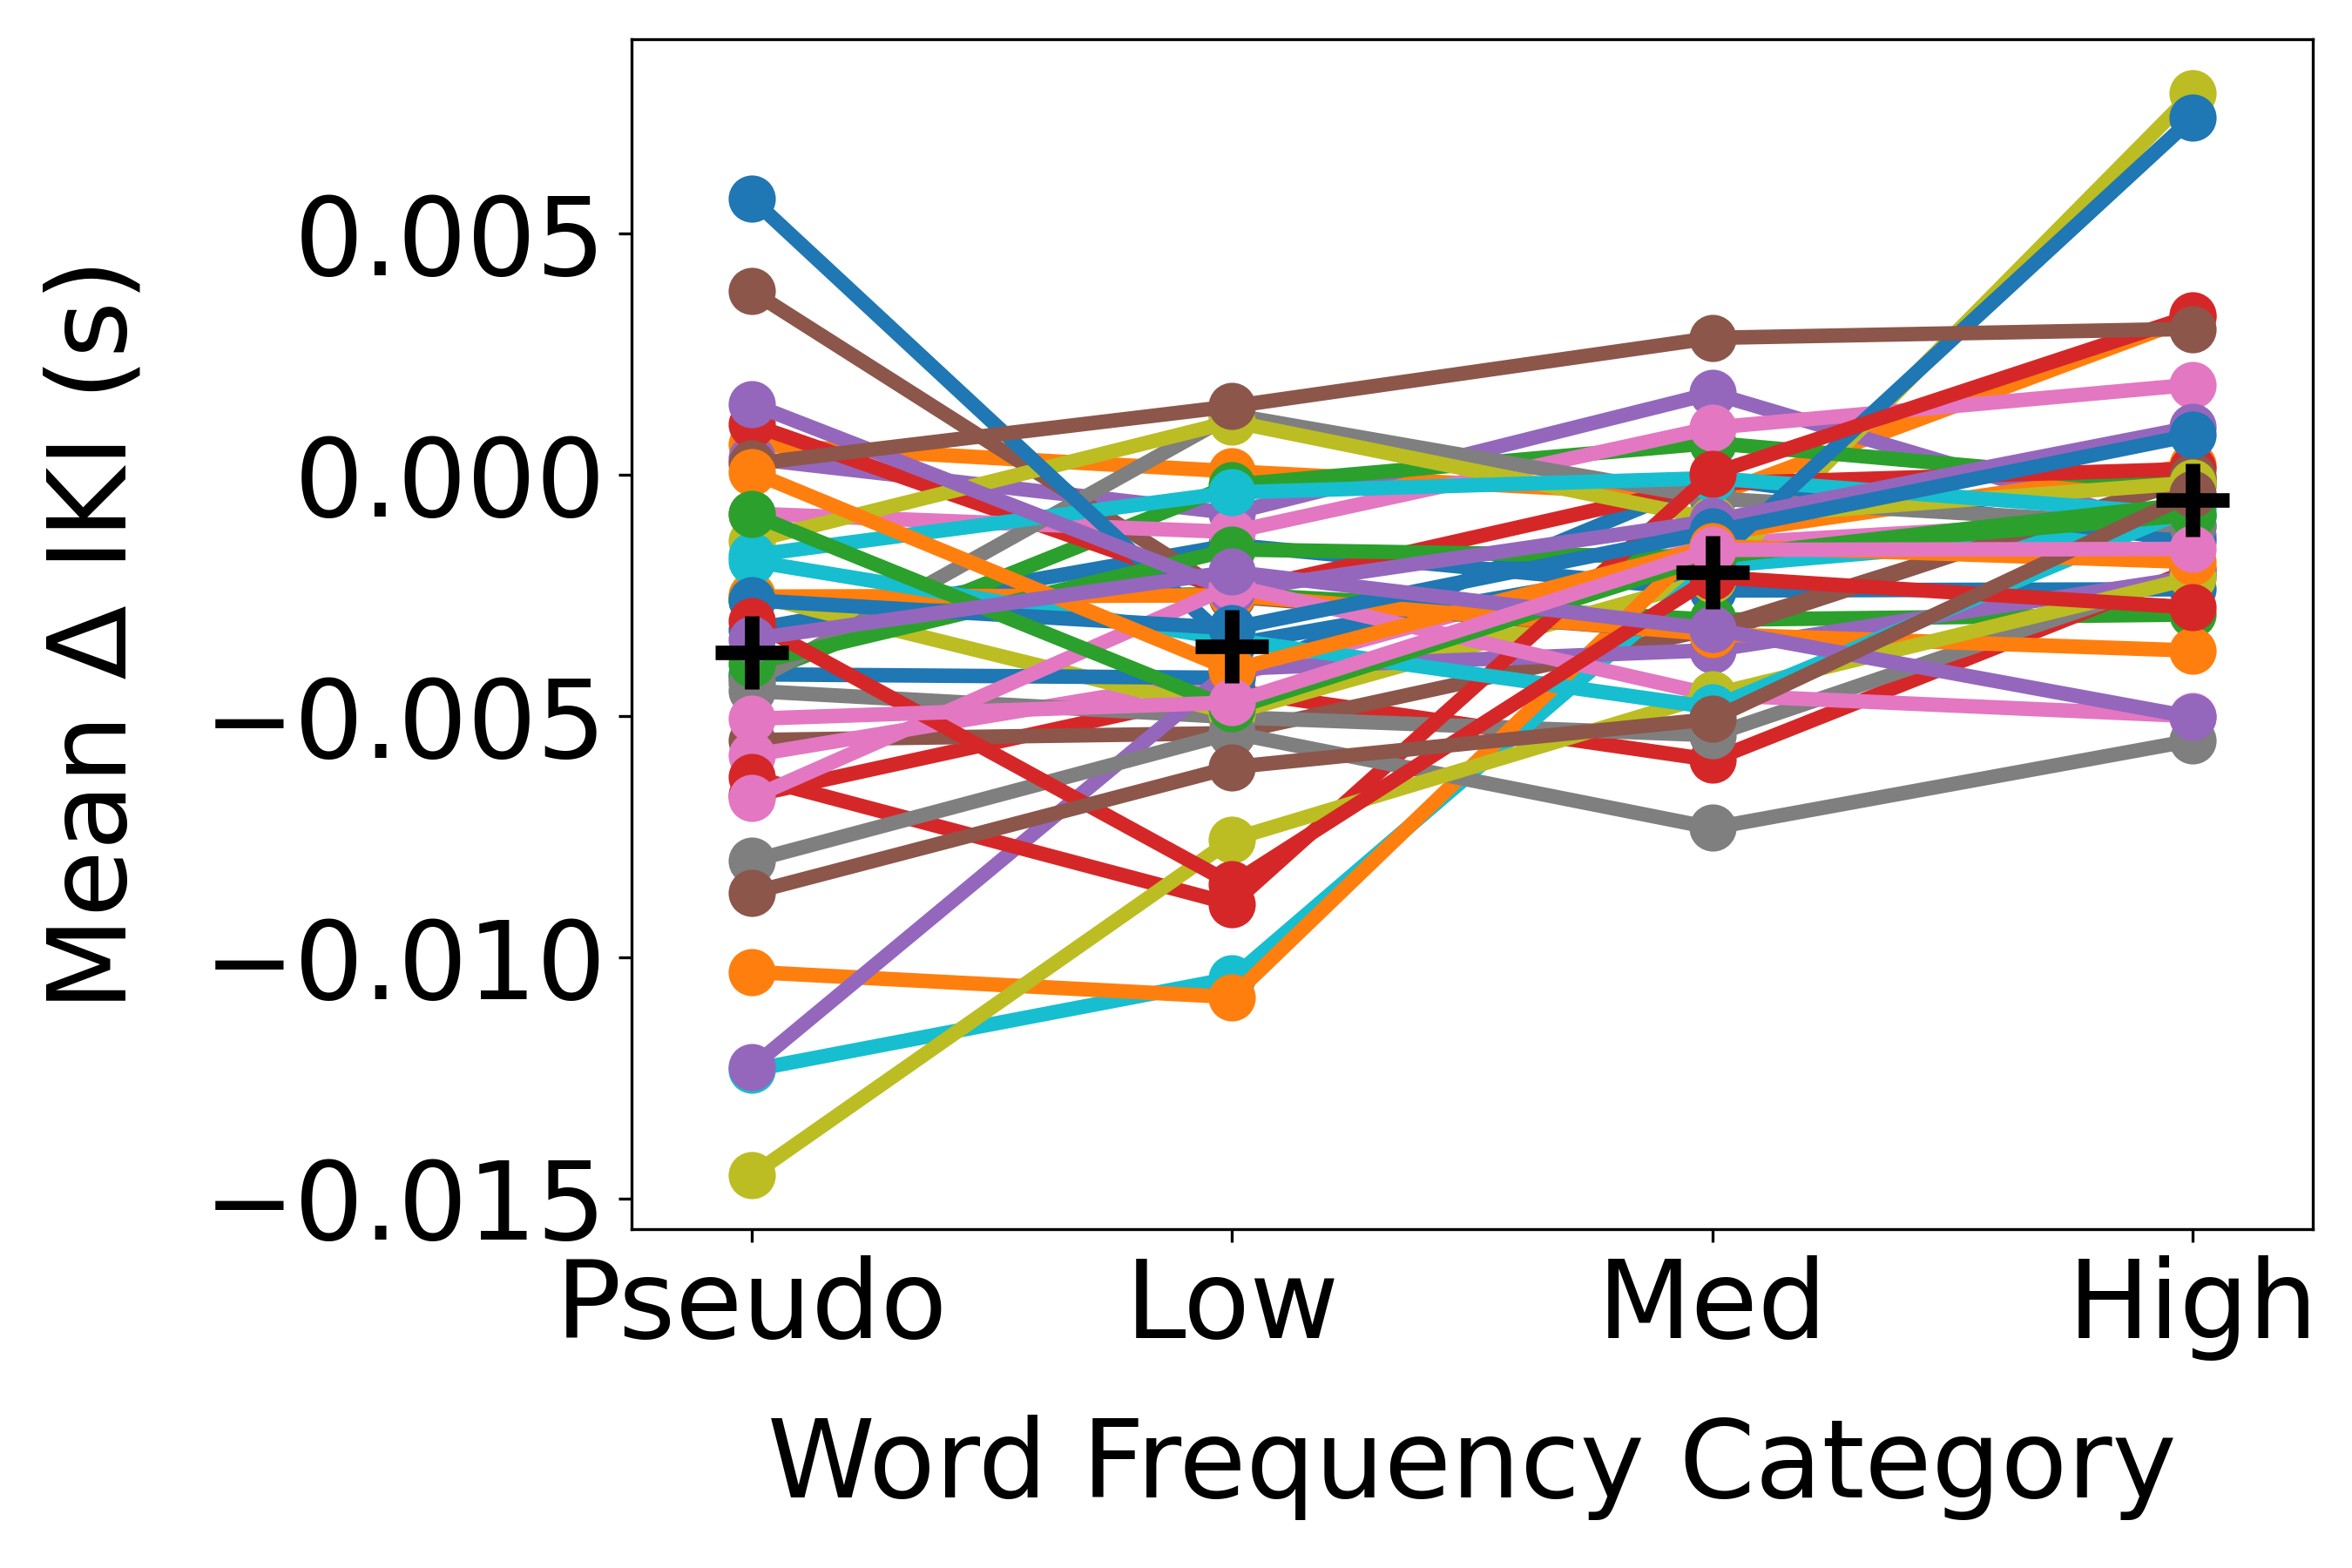 Mean Δ IKI (s)
0.005
0.000
−0.005
−0.010
−0.015
Pseudo Low Med High
Word Frequency Category